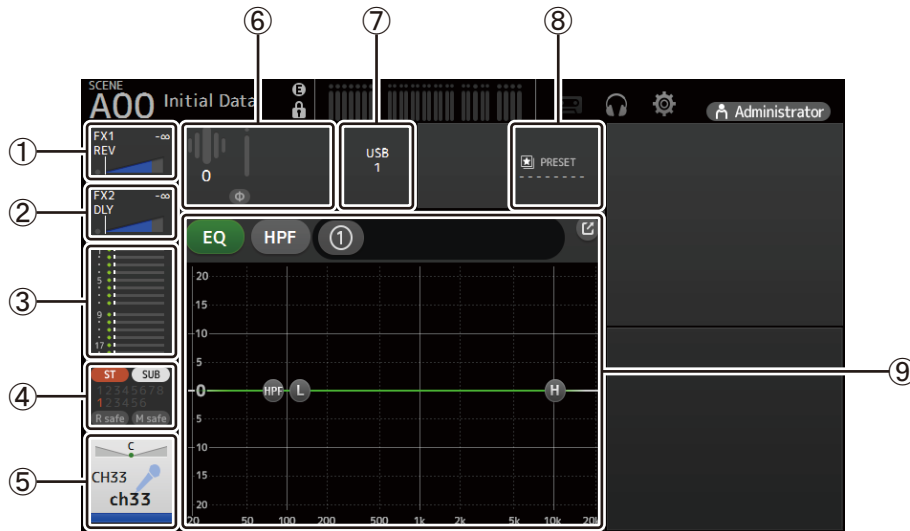 ⑥ ⑦ ⑧
SCENE
A00 Initial Data
E
Administrator
① FX1 -∞
REV
0
Φ
USB
1
PRESET
- - - - - - - -
② FX2 -∞
DLY
EQ HPF ①
③ 1
5
9
17
20
15
10
5
0 HPF L H
5
10
15
20
20 50 100 200 500 1k 2k 5k 10k 20k
④ ST SUB
12345678
123456
R safe M safe
⑤ C
CH33
ch33
⑨